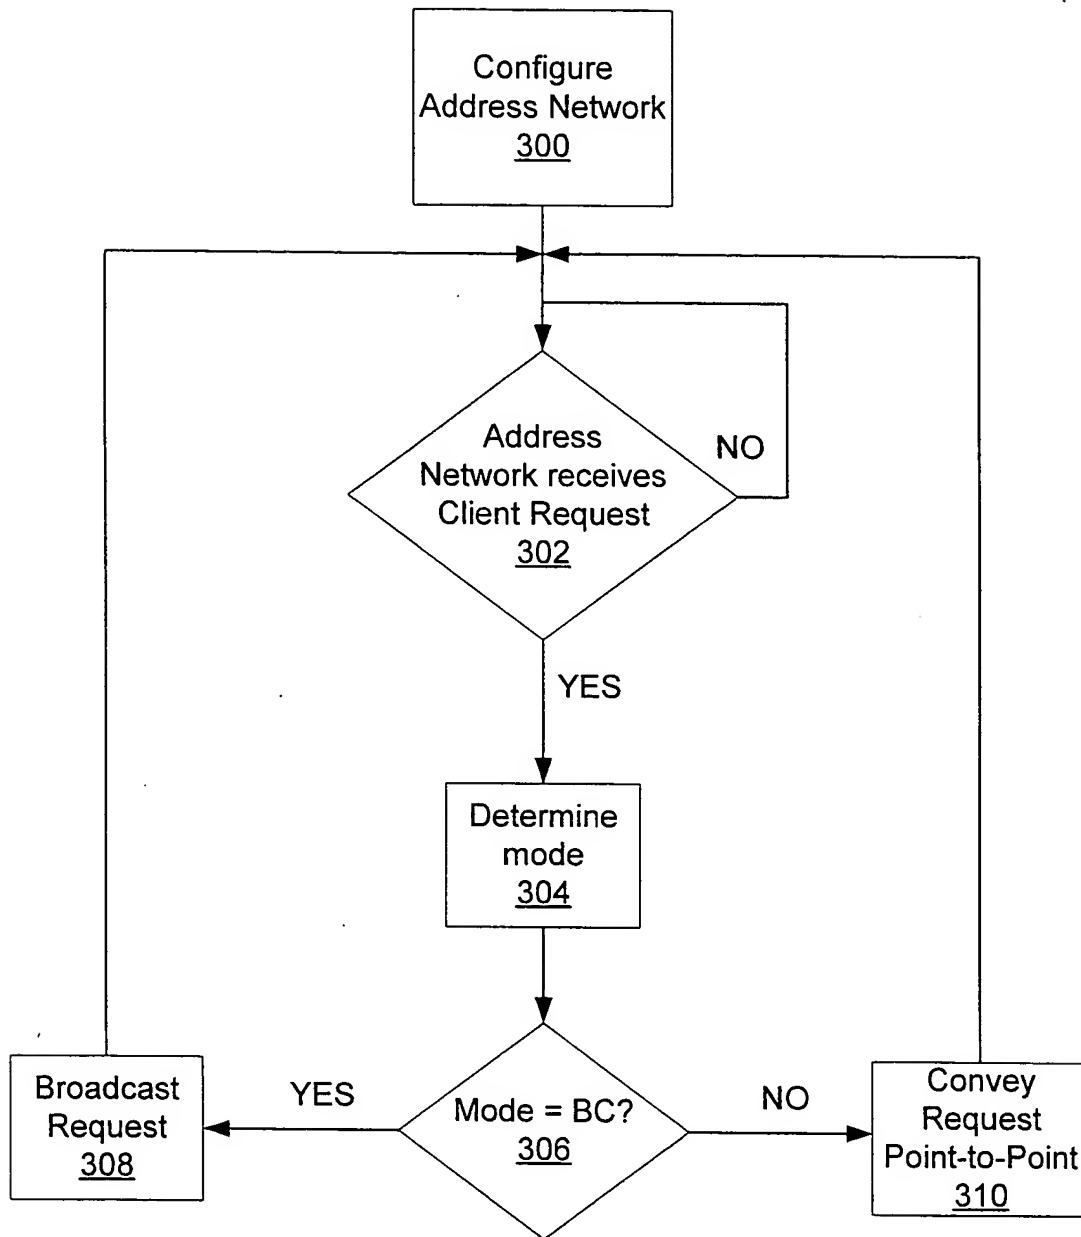 Configure
Address Network
300
Address
Network receives
Client Request
302
NO
YES
Determine
mode
304
Mode = BC?
306
YES
NO
Broadcast
Request
308
Convey
Request
Point-to-Point
310